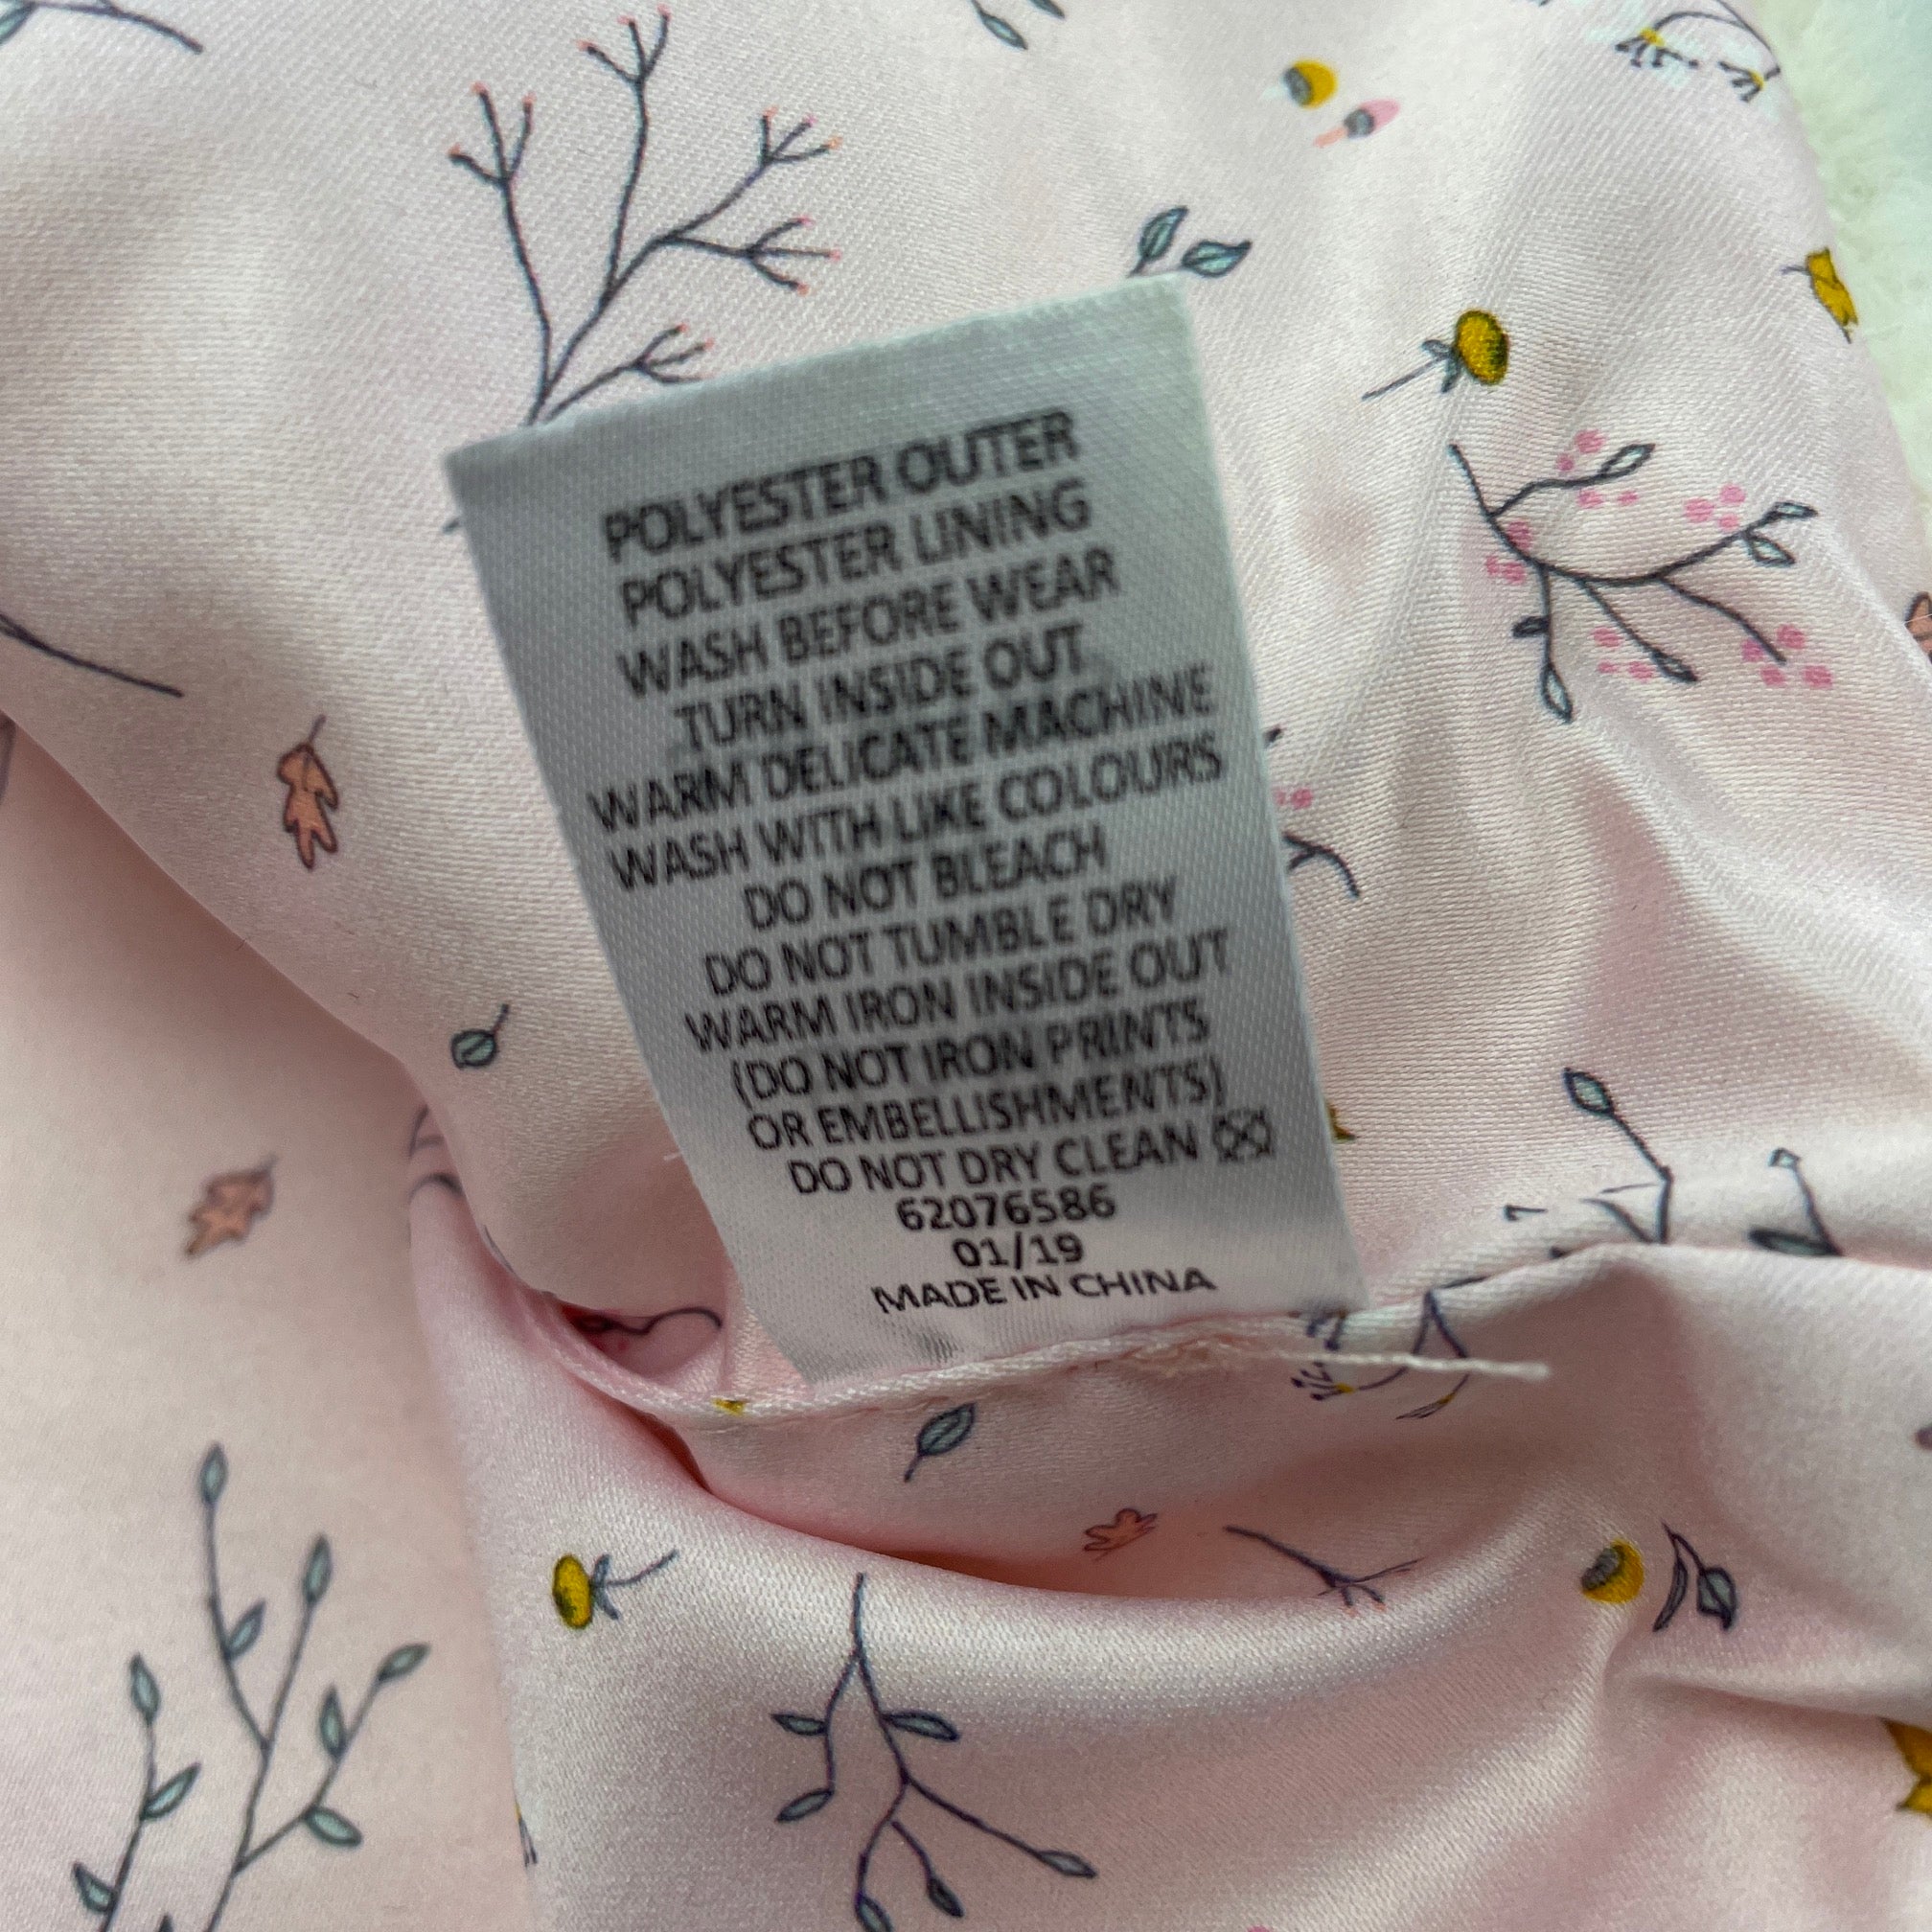 POLYESTER OUTER
POLYESTER LINING
WASH BEFORE WEAR
TURN INSIDE OUT
WARM DELICATE MACHINE
WASH WITH LIKE COLOURS
DO NOT BLEACH
DO NOT TUMBLE DRY
WARM IRON INSIDE OUT
(DO NOT IRON PRINTS
OR EMBELLISHMENTS)
DO NOT DRY CLEAN
62076586
01/19
MADE IN CHINA